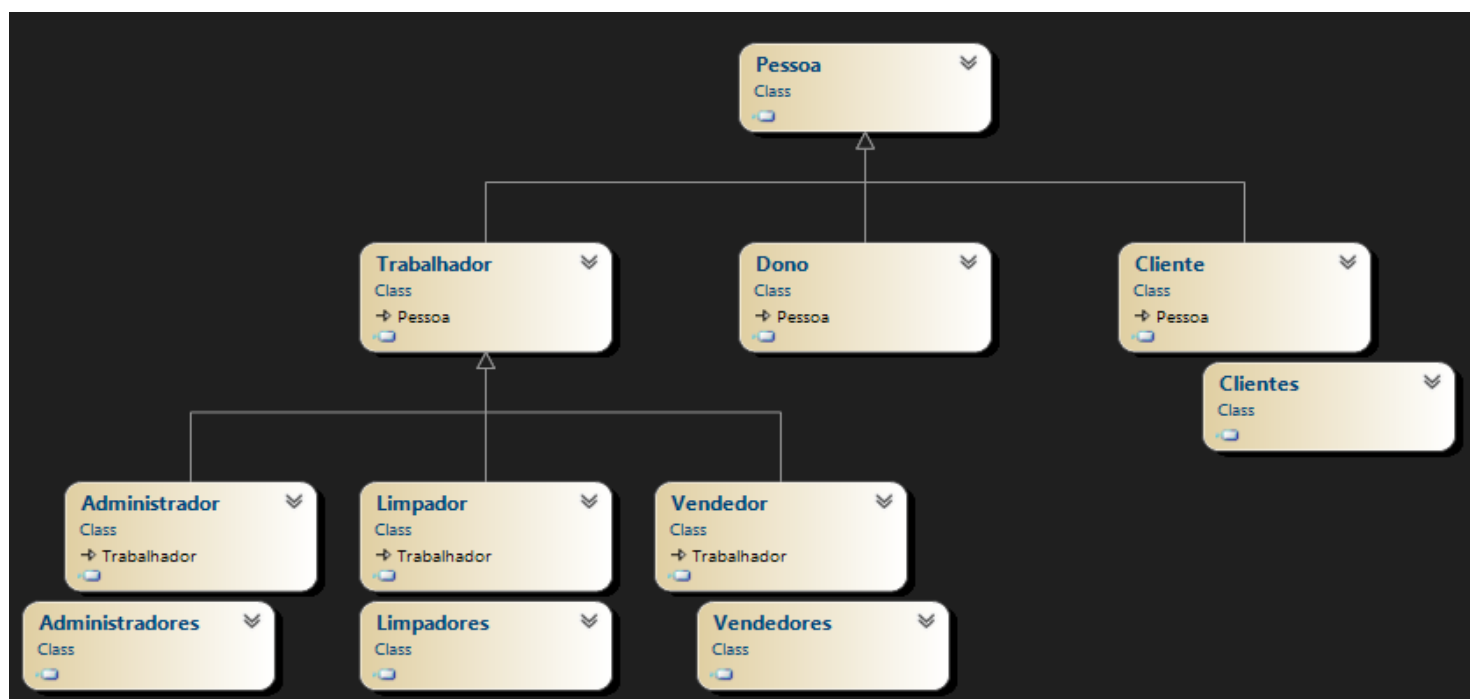 Pessoa
Class
Trabalhador
Class
Pessoa
Dono
Class
Pessoa
Cliente
Class
Pessoa
Clientes
Class
Administrador
Class
Trabalhador
Limpador
Class
Trabalhador
Vendedor
Class
Trabalhador
Administradores
Class
Limpadores
Class
Vendedores
Class